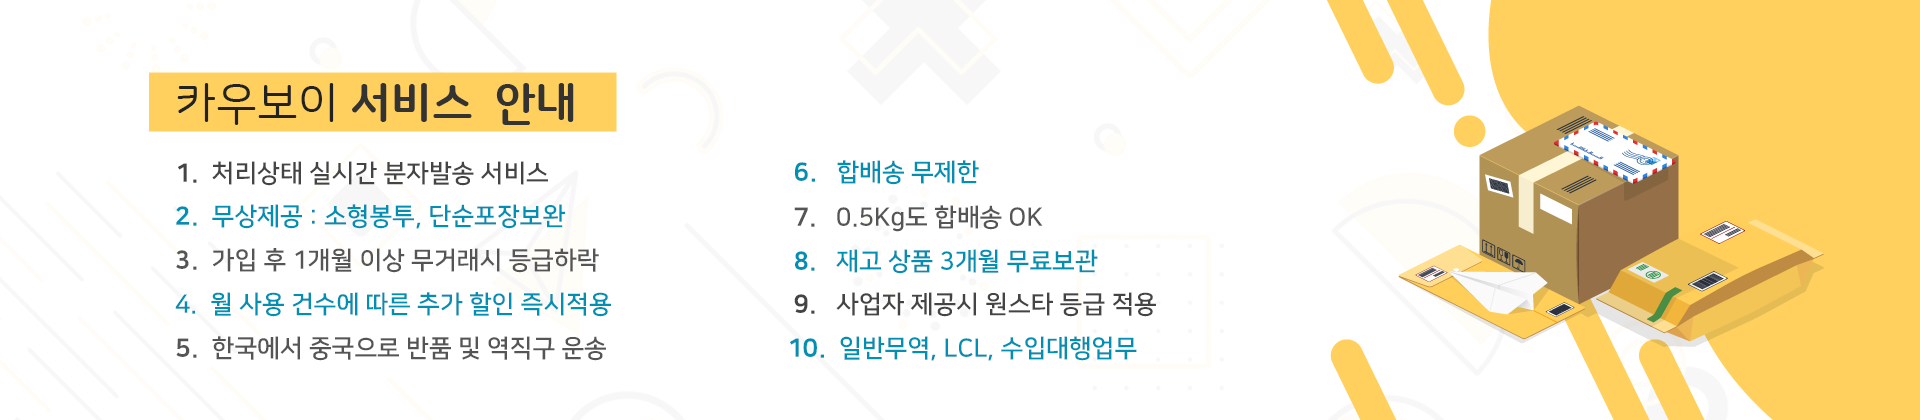 카우보이 서비스 안내
1. 처리상태 실시간 분자발송 서비스
2. 무상제공 : 소형봉투, 단순포장보완
3. 가입 후 1개월 이상 무거래시 등급하락
4. 월 사용 건수에 따른 추가 할인 즉시적용
5. 한국에서 중국으로 반품 및 역직구 운송
6. 합배송 무제한
7. 0.5Kg도 합배송 OK
8. 재고 상품 3개월 무료보관
9. 사업자 제공시 원스타 등급 적용
10. 일반무역, LCL, 수입대행업무